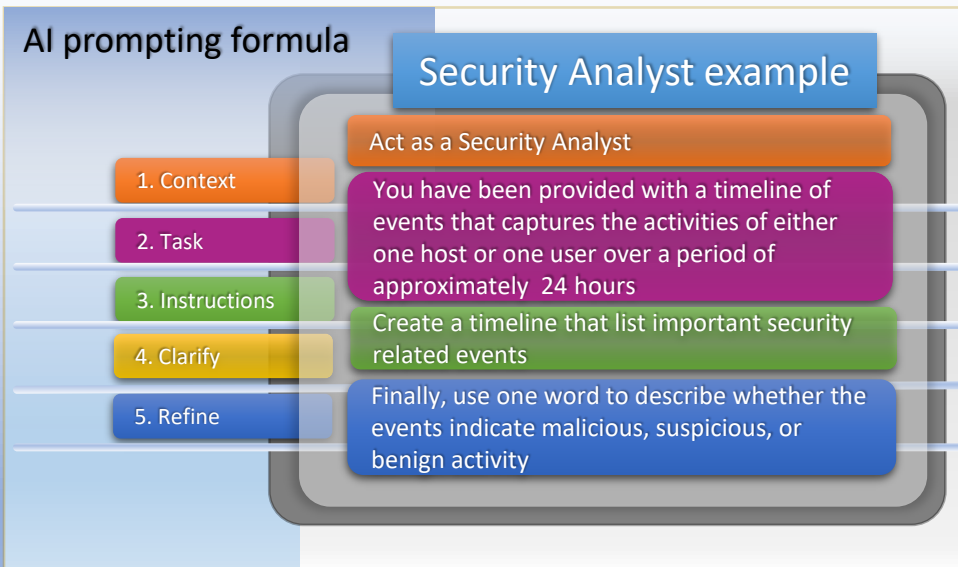 AI prompting formula
Security Analyst example
Act as a Security Analyst
1. Context
You have been provided with a timeline of
events that captures the activities of either
one host or one user over a period of
approximately  24 hours
2. Task
3. Instructions
Create a timeline that list important security
related events
4. Clarify
5. Refine
Finally, use one word to describe whether the
events indicate malicious, suspicious, or
benign activity